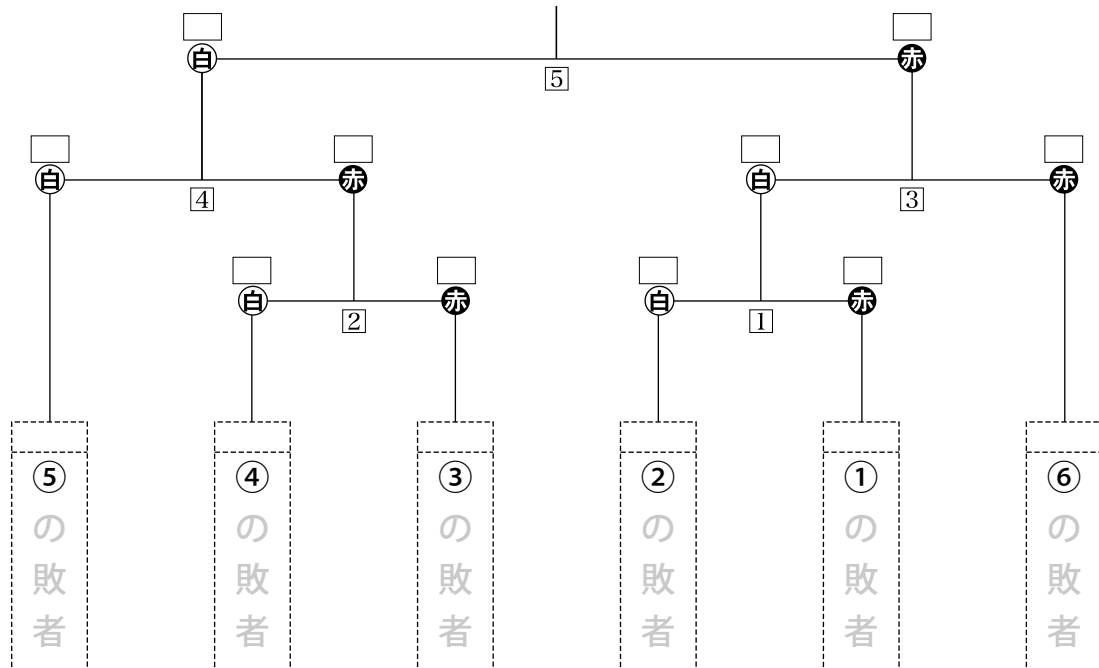 白 赤
5
白 赤 白 赤
4 3
白 赤 白 赤
2 1
⑤の敗者
④の敗者
③の敗者
②の敗者
①の敗者
⑥の敗者